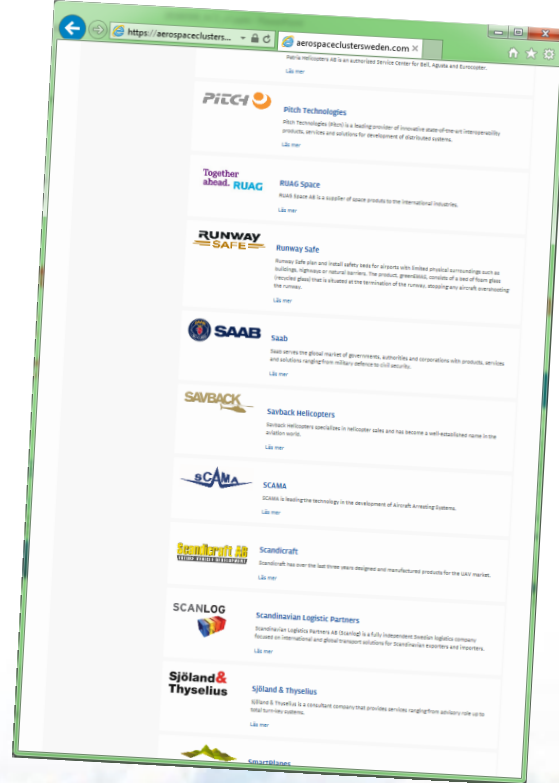 https://aerospaceclusters...
aerospaceclustersweden.com
Patria Helicopters AB is an authorized Service Center for Bell, Agusta and Eurocopter.
Läs mer
PITCH
Pitch Technologies
Pitch Technologies (Pitch) is a leading provider of innovative state-of-the-art interoperability
products, services and solutions for development of distributed systems.
Läs mer
Together
ahead. RUAG
RUAG Space
RUAG Space AB is a supplier of space produts to the international industries.
Läs mer
RUNWAY
SAFE
Runway Safe
Runway Safe plan and install safety beds for airports with limited physical surroundings such as
buildings, highways or natural barriers. The product, greenEMAS, consists of a bed of foam glass
(recycled glass) that is situated at the termination of the runway, stopping any aircraft overshooting
the runway.
Läs mer
SAAB
Saab
Saab serves the global market of governments, authorities and corporations with products, services
and solutions ranging from military defence to civil security.
Läs mer
SAVBACK
Savback Helicopters
Savback Helicopters specializes in helicopter sales and has become a well-established name in the
aviation world.
Läs mer
SCAMA
SCAMA
SCAMA is leading the technology in the development of Aircraft Arresting Systems.
Läs mer
Scandicraft AB
Scandicraft
Scandicraft has over the last three years designed and manufactured products for the UAV market.
Läs mer
SCANLOG
Scandinavian Logistic Partners
Scandinavian Logistics Partners AB (Scanlog) is a fully independent Swedish logistics company
focused on international and global transport solutions for Scandinavian exporters and importers.
Läs mer
Sjöland&
Thyselius
Sjöland & Thyselius
Sjöland & Thyselius is a consultant company that provides services ranging from advisory role up to
total turn-key systems.
Läs mer
SmartPlanes